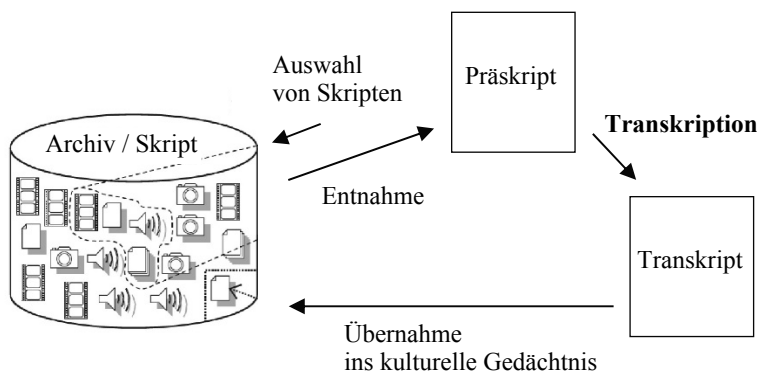 Auswahl
von Skripten
Präskript
Archiv / Skript
Transkription
Entnahme
Transkript
Übernahme
ins kulturelle Gedächtnis